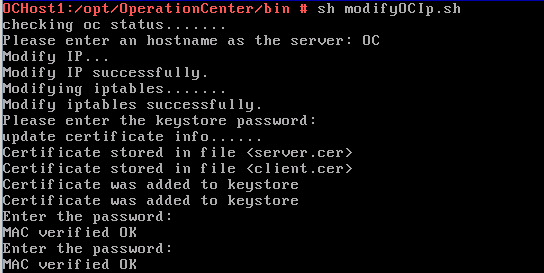 OCHost1:/opt/OperationCenter/bin # sh modifyOCIp.sh
checking oc status.......
Please enter an hostname as the server: OC
Modify IP...
Modify IP successfully.
Modifying iptables.......
Modify iptables successfully.
Please enter the keystore password:
update certificate info......
Certificate stored in file <server.cer>
Certificate stored in file <client.cer>
Certificate was added to keystore
Certificate was added to keystore
Enter the password:
MAC verified OK
Enter the password:
MAC verified OK